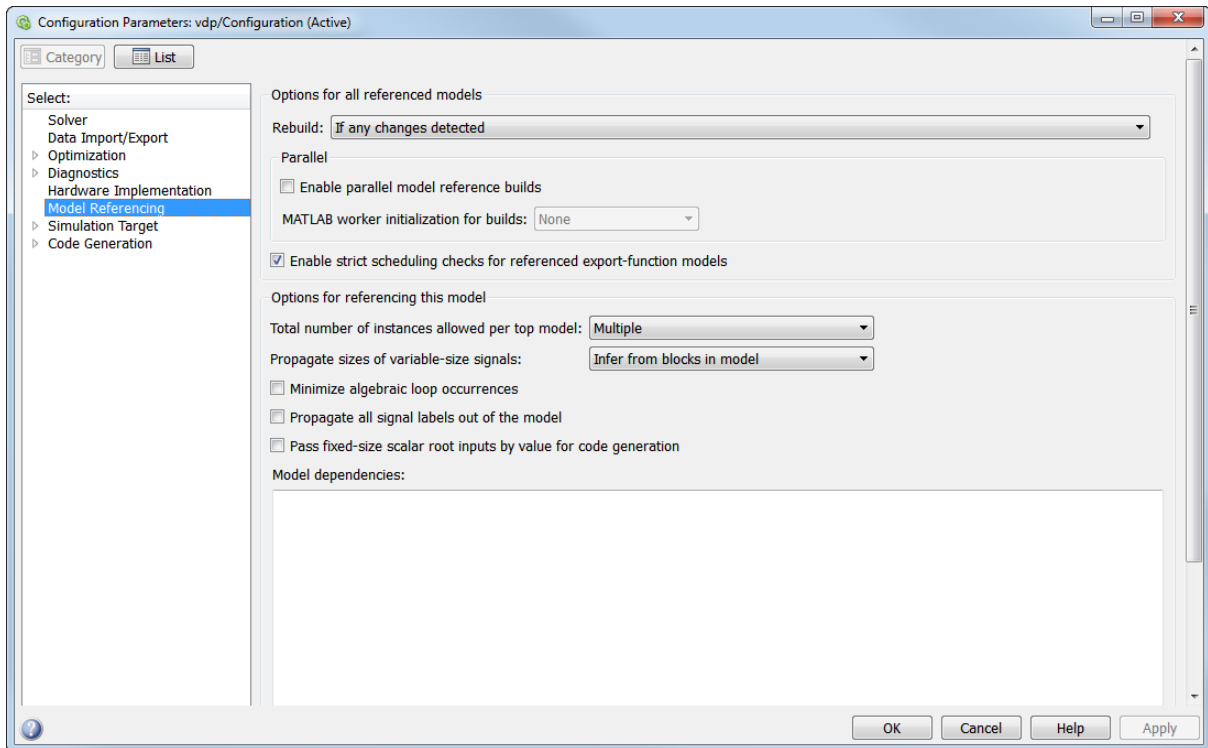 Configuration Parameters: vdp/Configuration (Active)
Category
List
Select:
Solver
Data Import/Export
Optimization
Diagnostics
Hardware Implementation
Model Referencing
Simulation Target
Code Generation
Options for all referenced models
Rebuild: If any changes detected
Parallel
Enable parallel model reference builds
MATLAB worker initialization for builds: None
Enable strict scheduling checks for referenced export-function models
Options for referencing this model
Total number of instances allowed per top model: Multiple
Propagate sizes of variable-size signals: Infer from blocks in model
Minimize algebraic loop occurrences
Propagate all signal labels out of the model
Pass fixed-size scalar root inputs by value for code generation
Model dependencies:
OK Cancel Help Apply